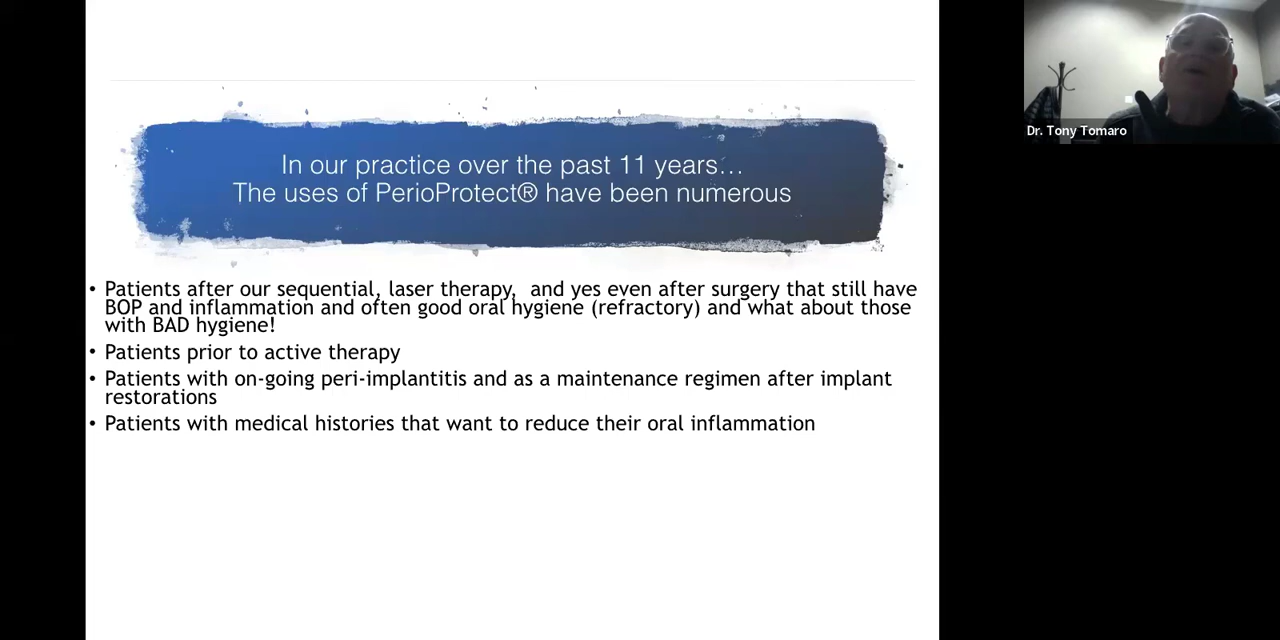 In our practice over the past 11 years…
The uses of PerioProtect® have been numerous
• Patients after our sequential, laser therapy,  and yes even after surgery that still have
BOP and inflammation and often good oral hygiene (refractory) and what about those
with BAD hygiene!
• Patients prior to active therapy
• Patients with on-going peri-implantitis and as a maintenance regimen after implant
restorations
• Patients with medical histories that want to reduce their oral inflammation
Dr. Tony Tomaro